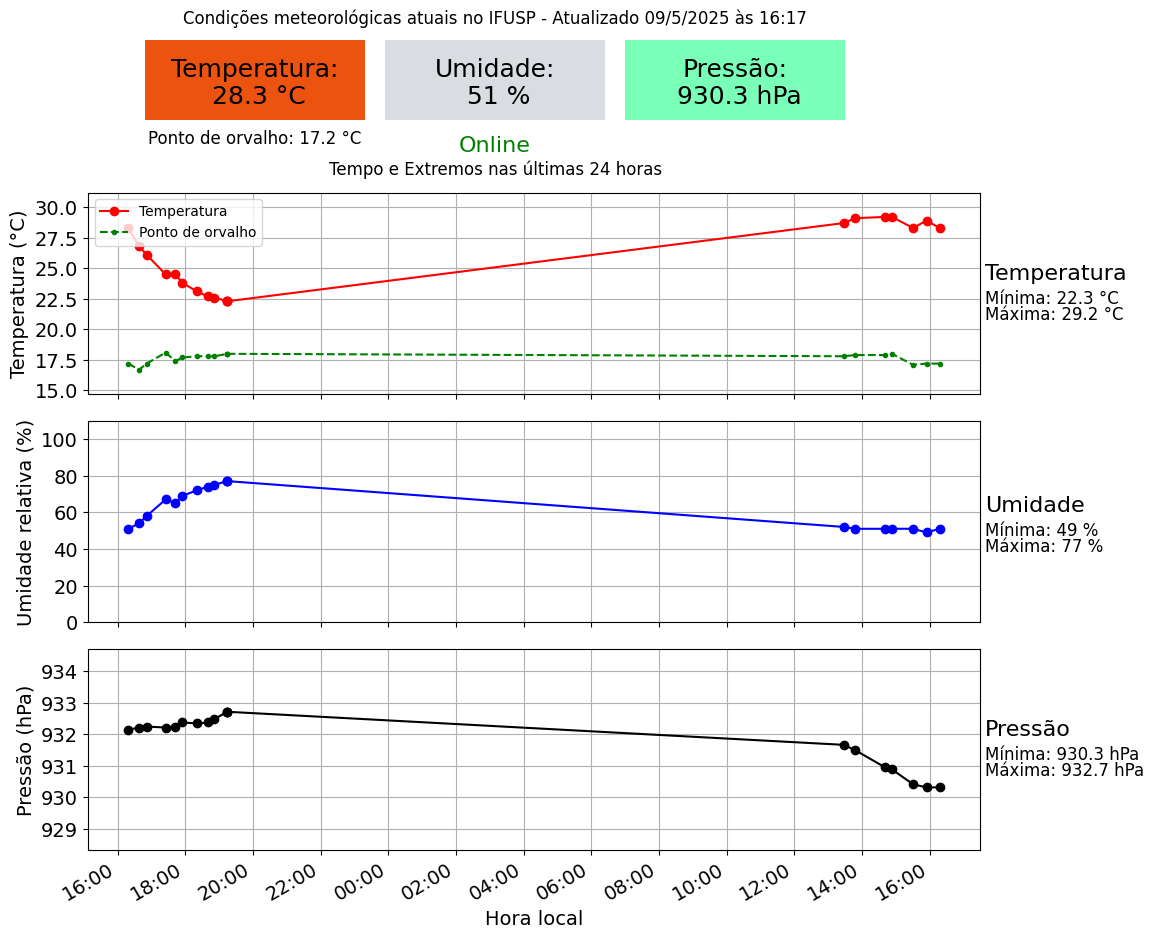 Condições meteorológicas atuais no IFUSP - Atualizado 09/5/2025 às 16:17
Temperatura:
28.3 °C
Umidade:
51 %
Pressão:
930.3 hPa
Ponto de orvalho: 17.2 °C
Online
Tempo e Extremos nas últimas 24 horas
Temperatura (°C)
30.0
27.5
25.0
22.5
20.0
17.5
15.0
Temperatura
Ponto de orvalho
Temperatura
Mínima: 22.3 °C
Máxima: 29.2 °C
Umidade relativa (%)
100
80
60
40
20
0
Umidade
Mínima: 49 %
Máxima: 77 %
Pressão (hPa)
934
933
932
931
930
929
Pressão
Mínima: 930.3 hPa
Máxima: 932.7 hPa
16:00 18:00 20:00 22:00 00:00 02:00 04:00 06:00 08:00 10:00 12:00 14:00 16:00
Hora local